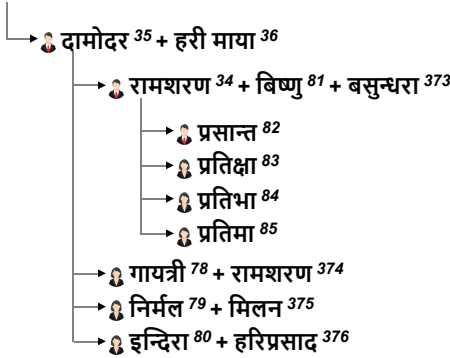 दामोदर 35 + हरी माया 36
रामशरण 34 + बिष्णु 81 + बसुन्धरा 373
प्रसान्त 82
प्रतिक्षा 83
प्रतिभा 84
प्रतिमा 85
गायत्री 78 + रामशरण 374
निर्मल 79 + मिलन 375
इन्दिरा 80 + हरिप्रसाद 376